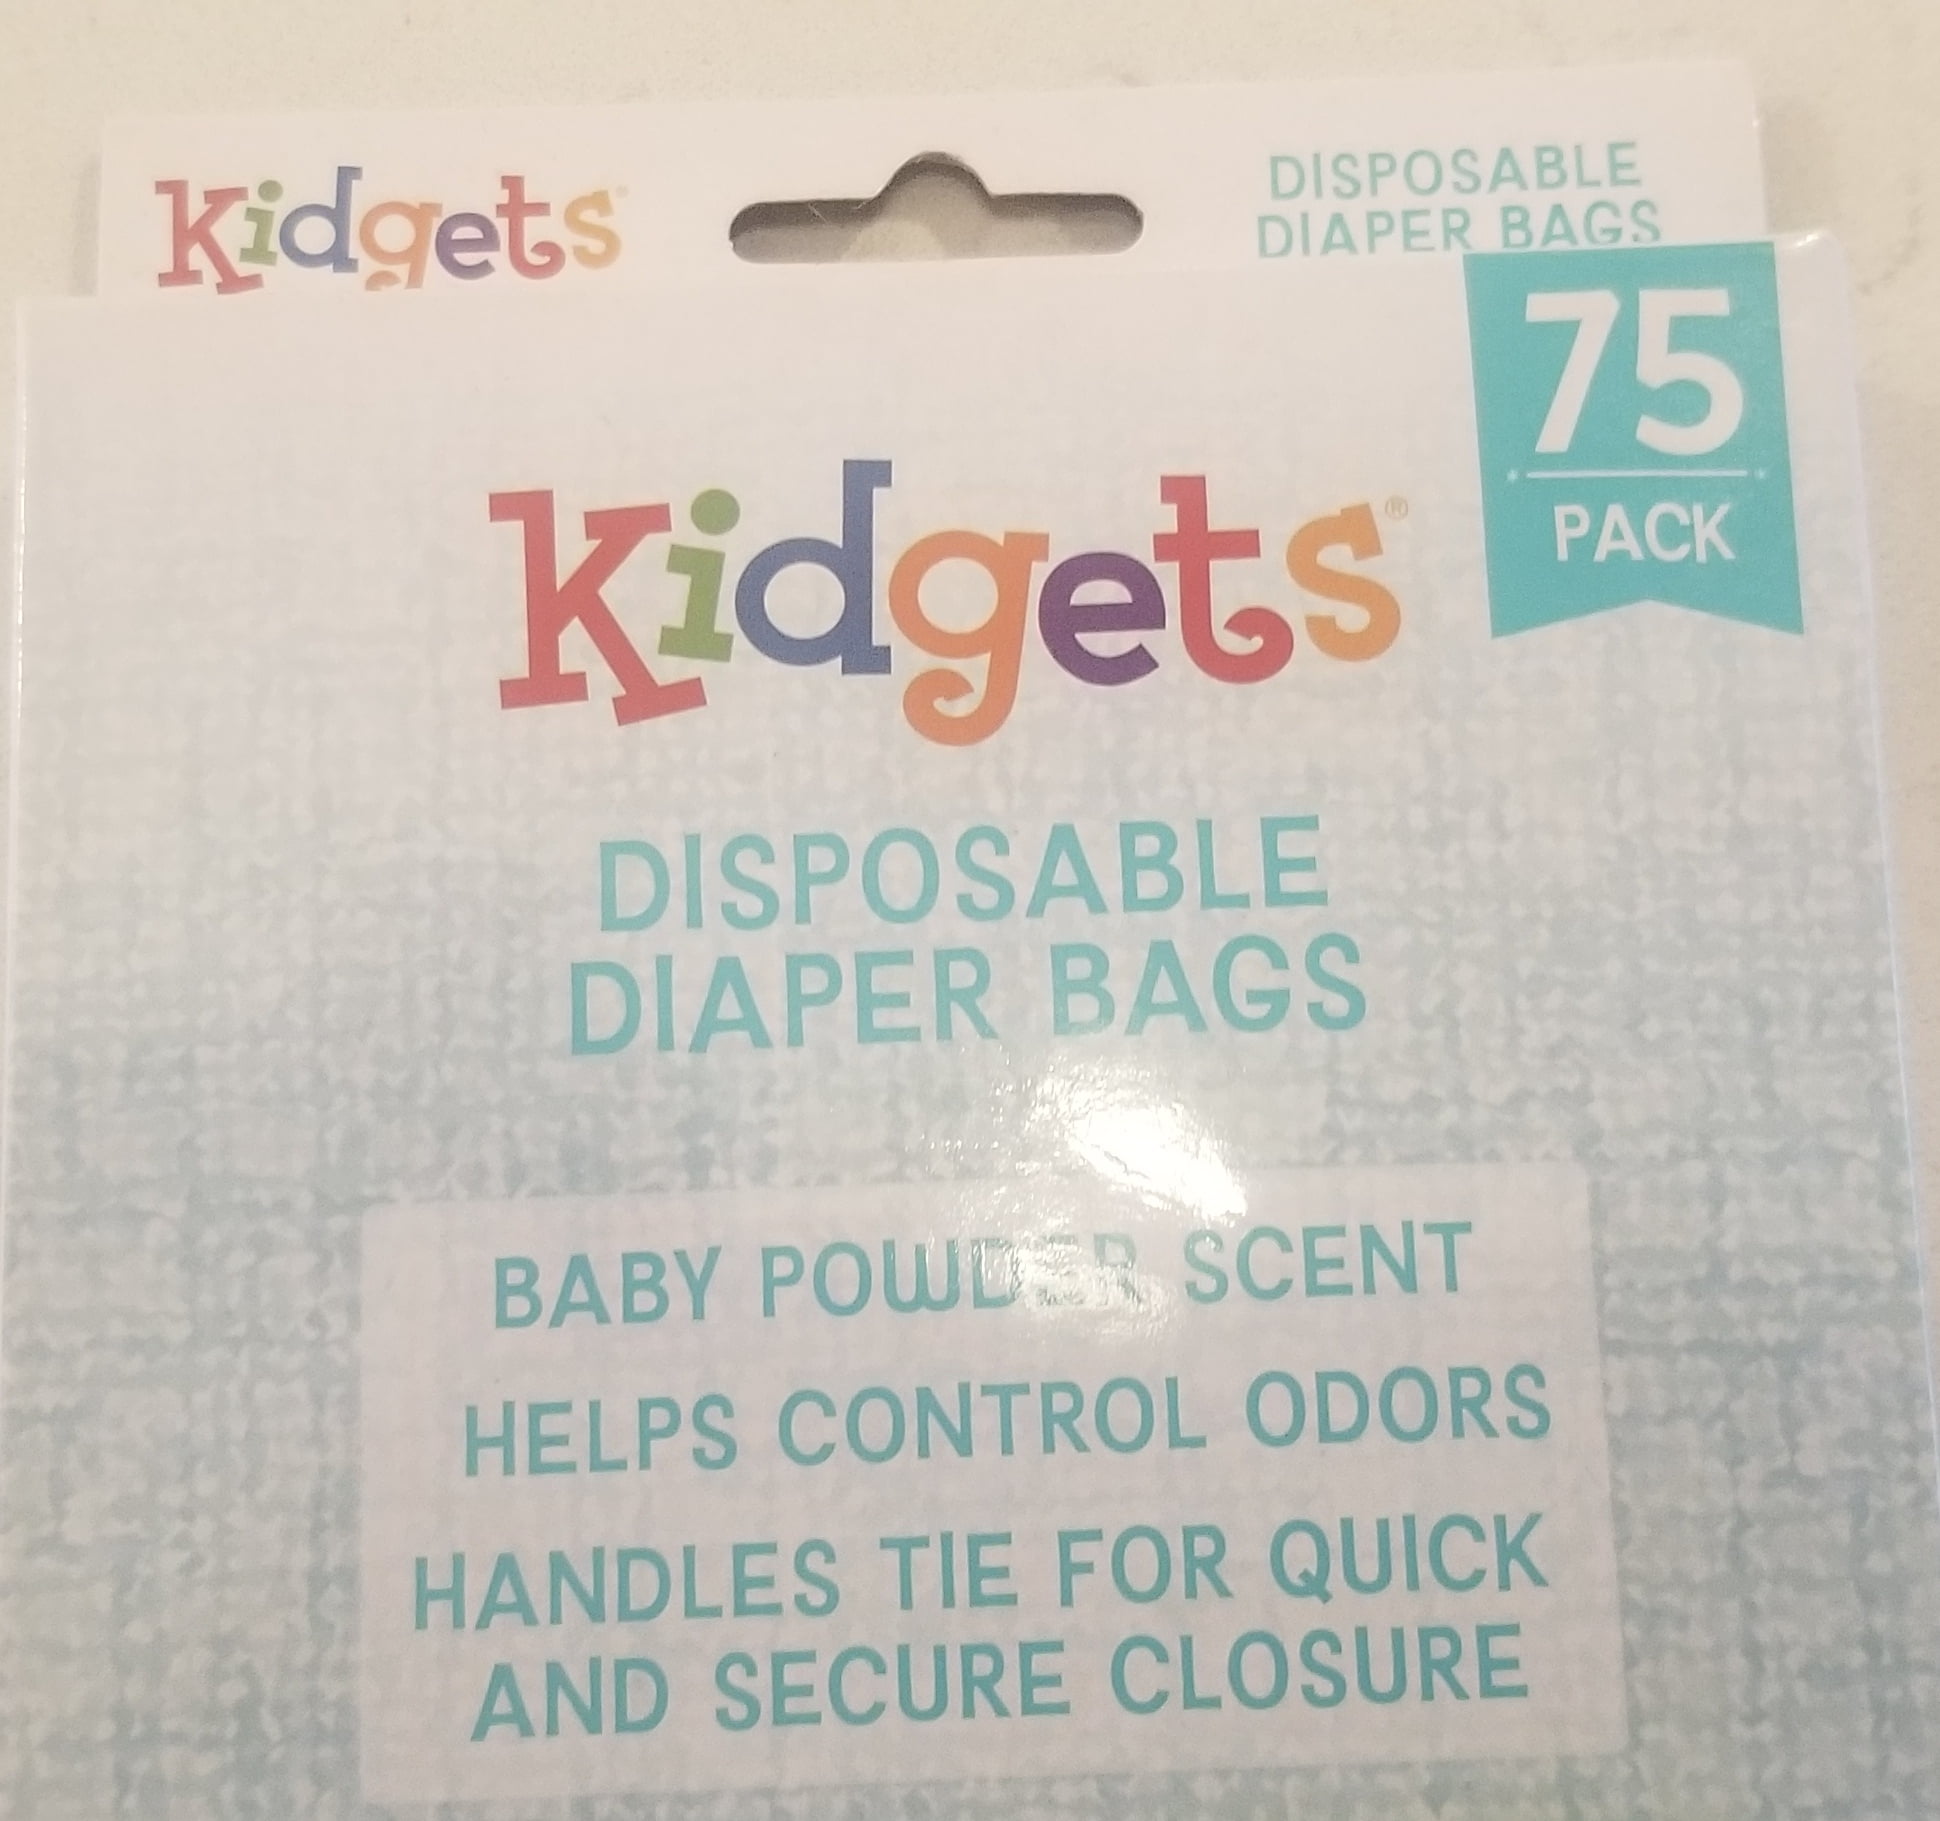 Kidgets
DISPOSABLE
DIAPER BAGS
75
PACK
Kidgets®
DISPOSABLE
DIAPER BAGS
BABY POWDER SCENT
HELPS CONTROL ODORS
HANDLES TIE FOR QUICK
AND SECURE CLOSURE